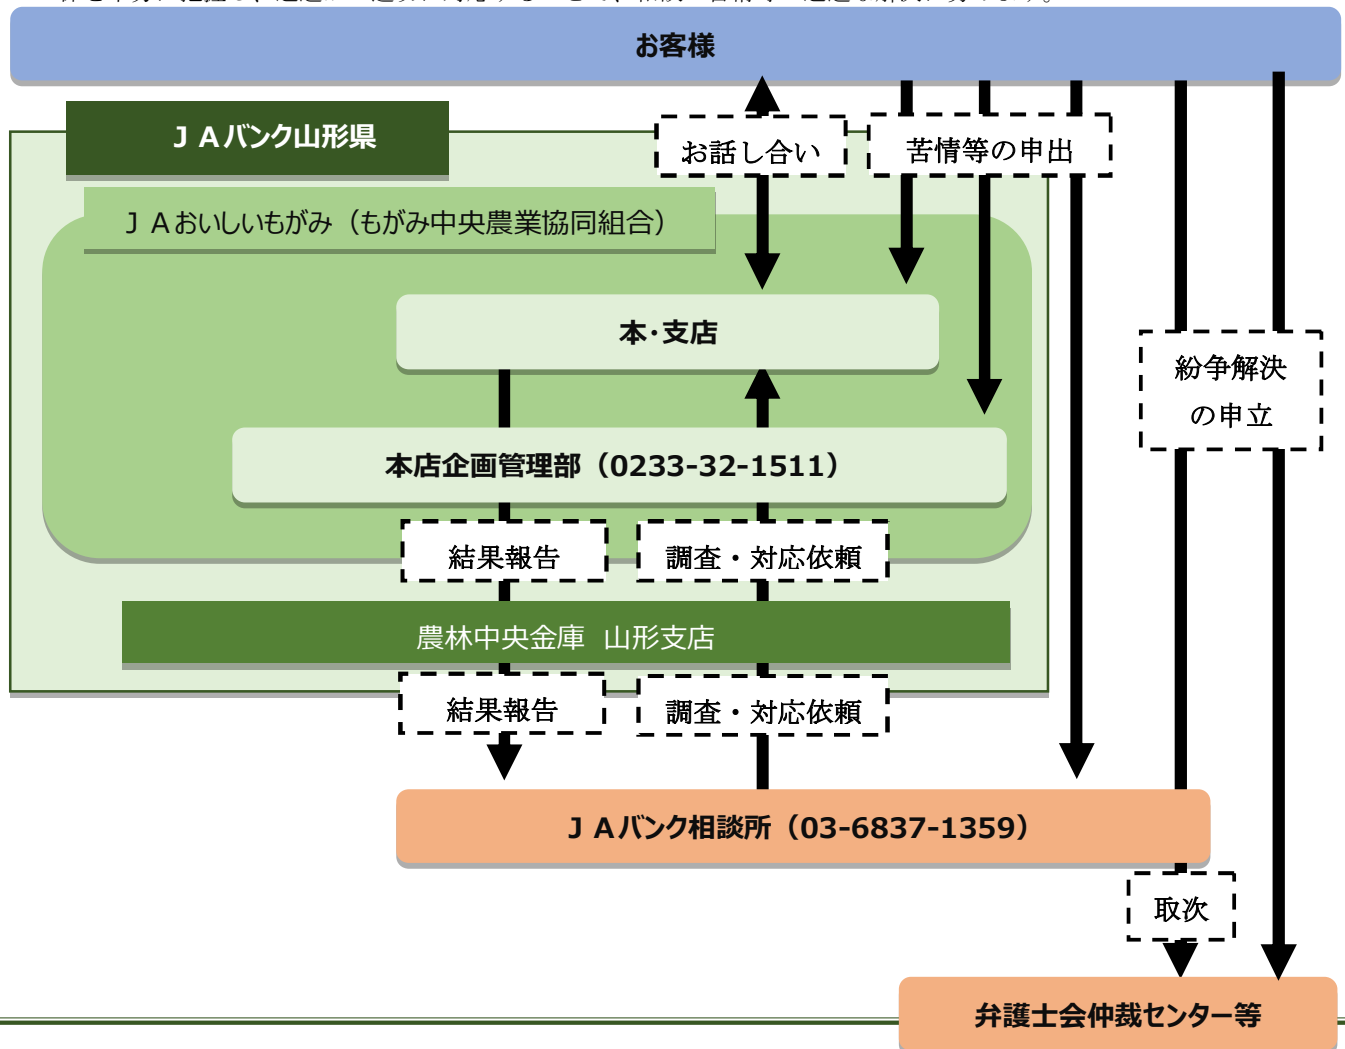 お客様
ＪＡバンク山形県
お話し合い
苦情等の申出
ＪＡおいしいもがみ（もがみ中央農業協同組合）
本・支店
紛争解決
の申立
本店企画管理部（0233-32-1511）
結果報告
調査・対応依頼
農林中央金庫　山形支店
結果報告
調査・対応依頼
ＪＡバンク相談所（03-6837-1359）
取次
弁護士会仲裁センター等